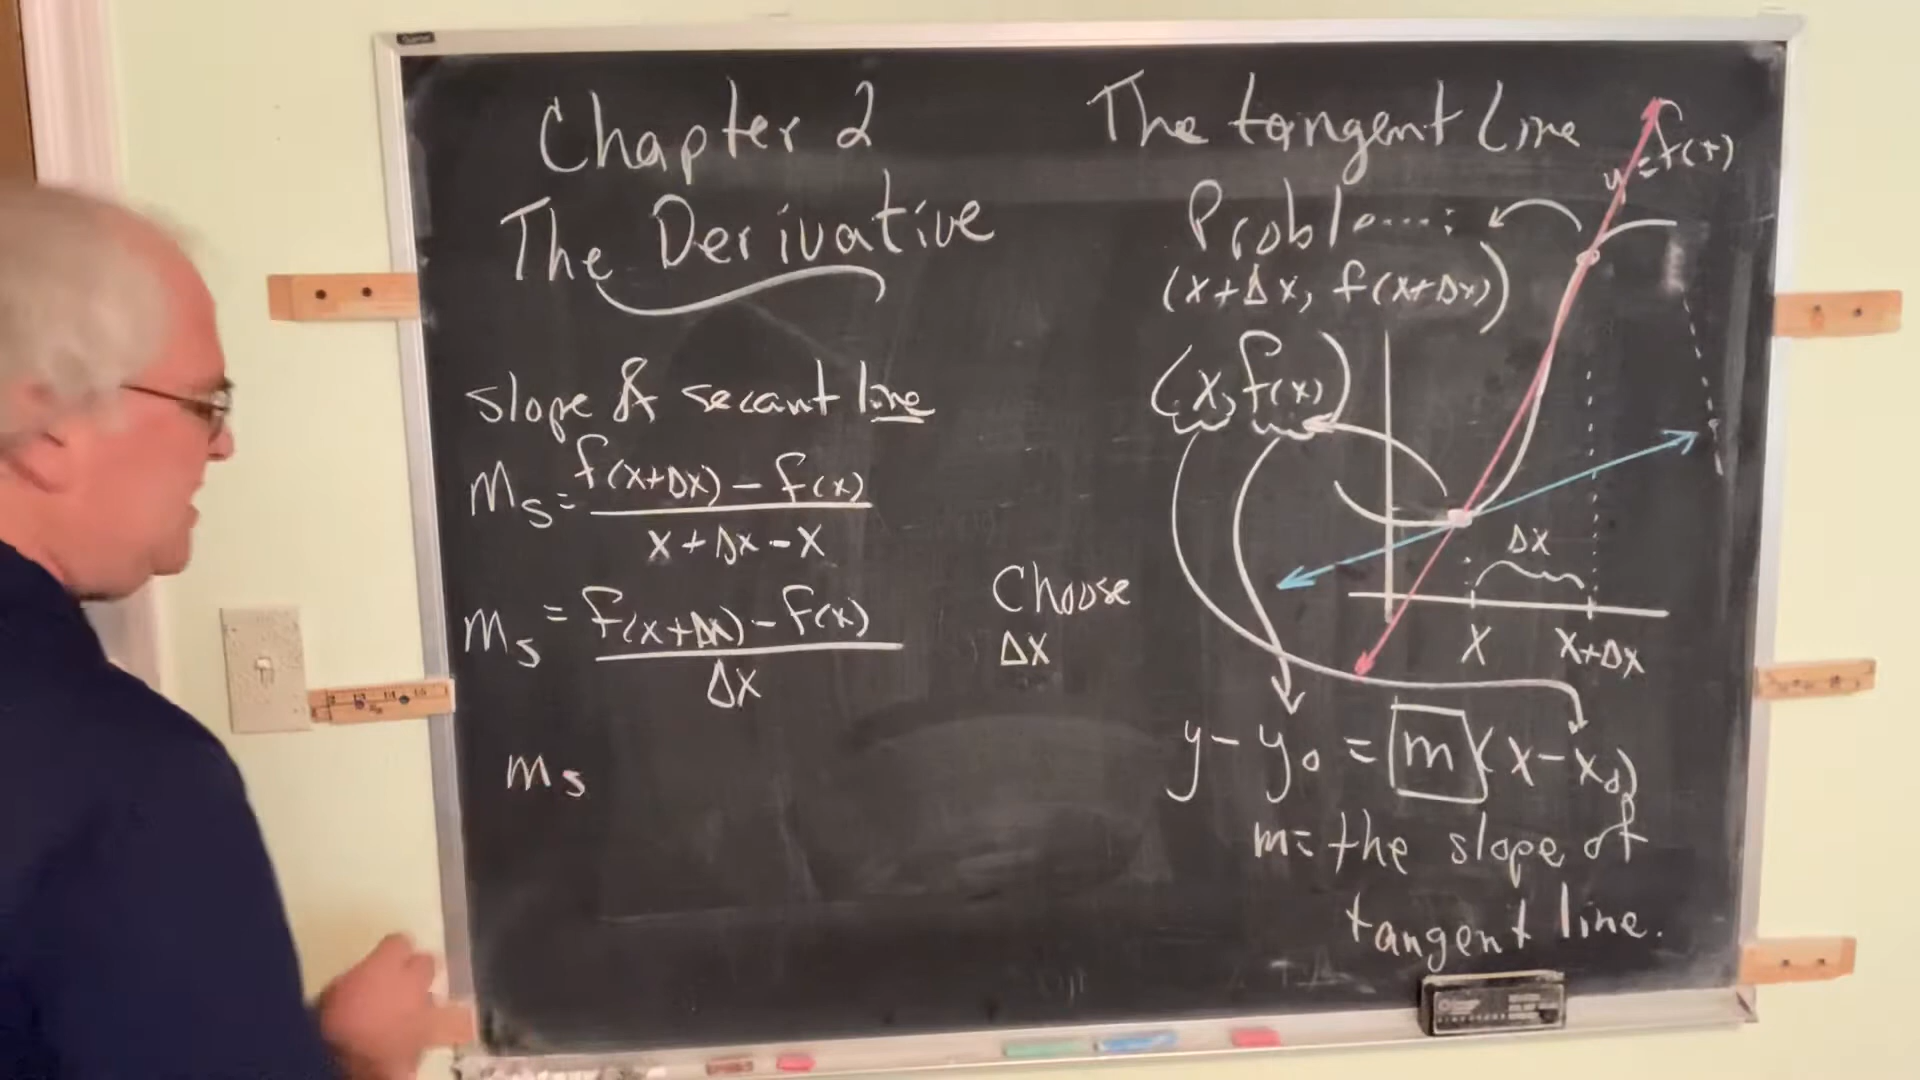 Chapter 2
The Derivative
slope of secant line
Ms = f(x+Δx) - f(x)
x + Δx - x
ms = f(x+Δx) - f(x)
Δx
ms
Choose
Δx
The tangent Line
y = f(x)
(x+Δx, f(x+Δx))
(x, f(x))
Δx
x
x+Δx
y - y₀ = m (x - x₀)
m = the slope of
tangent line.